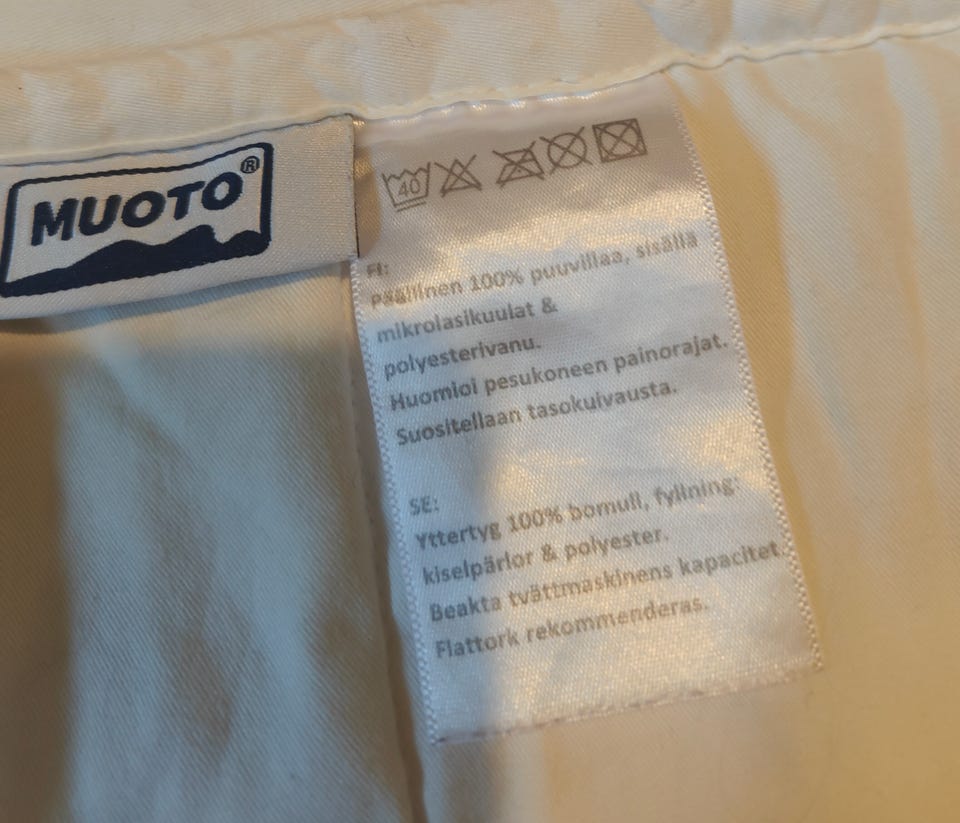 MUOTO®
40
FI:
Päällinen 100% puuvillaa, sisällä
mikrolasikuulat &
polyesterivanu.
Huomioi pesukoneen painorajat.
Suositellaan tasokuivausta.
SE:
Yttertyg 100% bomull, fyllning:
kiselpärlor & polyester.
Beakta tvättmaskinens kapacitet.
Flattork rekommenderas.